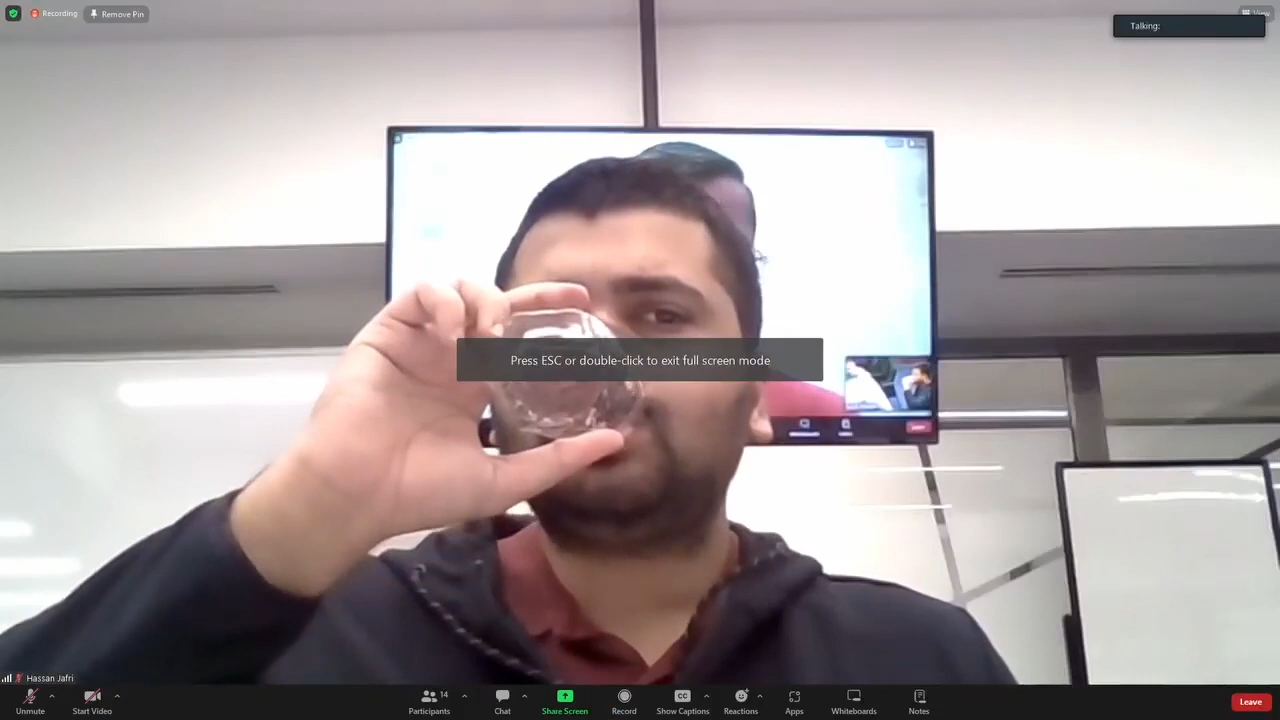 Recording
Remove Pin
View
Talking:
Press ESC or double-click to exit full screen mode
Hassan Jafri
Unmute
Start Video
Participants
14
Chat
Share Screen
Record
Show Captions
Reactions
Apps
Whiteboards
Notes
Leave